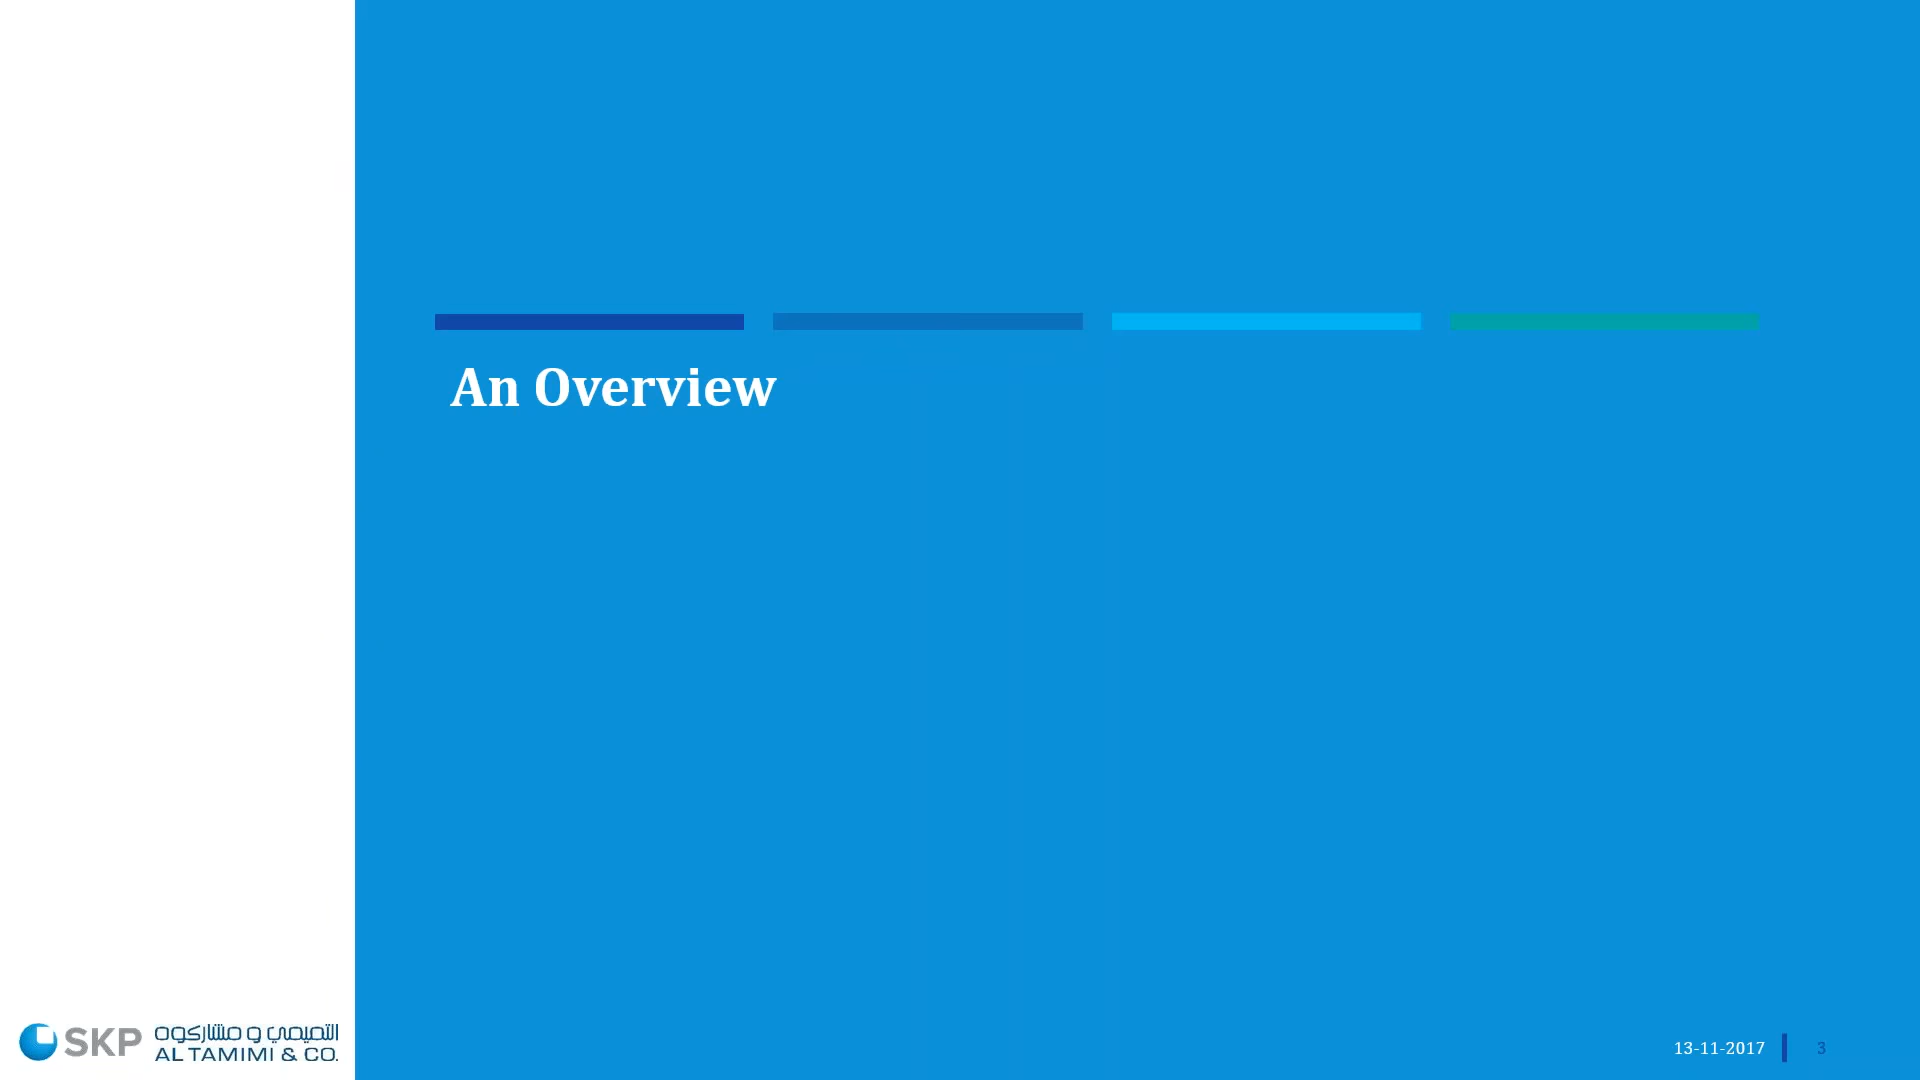 An Overview
SKP
التميمي و مشاركوه
AL TAMIMI & CO.
13-11-2017
3